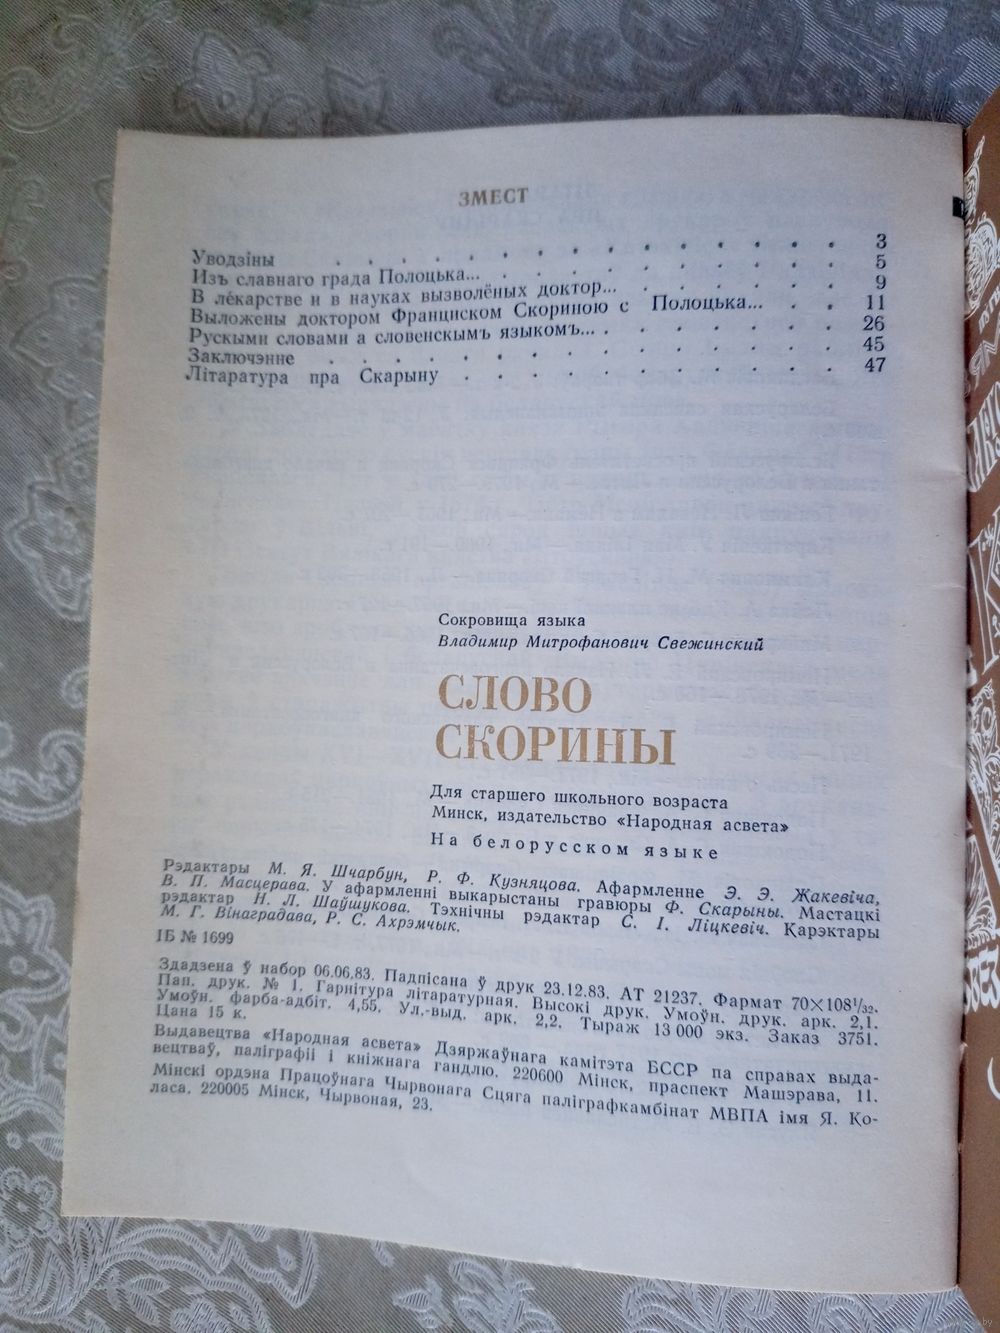 ЗМЕСТ
Уводзіны . . . . . . . . . . . . . 3
Изъ славнаго града Полоцька... . . . . . . . . . 5
В лекарстве и в науках вызволёных доктор... . . . . . 9
Выложены доктором Франциском Скориною с Полоцька... . . 11
Рускыми словами а словенскымъ языкомъ... . . . . . . 26
Заключэнне . . . . . . . . . . . . 45
Літаратура пра Скарыну . . . . . . . . . . 47
Сокровища языка
Владимир Митрофанович Свежинский
СЛОВО
СКОРИНЫ
Для старшего школьного возраста
Минск, издательство «Народная асвета»
На белорусском языке
Рэдактары М. Я. Шчарбун, Р. Ф. Кузняцова. Афармленне Э. Э. Жакевіча,
В. П. Масцерава. У афармленні выкарыстаны гравюры Ф. Скарыны. Мастацкі
рэдактар Н. Л. Шаўшукова. Тэхнічны рэдактар С. І. Ліцкевіч. Карэктары
М. Г. Вінаградава, Р. С. Ахрэмчык.
ІБ № 1699
Здадзена ў набор 06.06.83. Падпісана ў друк 23.12.83. АТ 21237. Фармат 70×108 1/32.
Пап. друк. № 1. Гарнітура літаратурная. Высокі друк. Умоўн. друк. арк. 2,1.
Умоўн. фарба-адбіт. 4,55. Ул.-выд. арк. 2,2. Тыраж 13 000 экз. Заказ 3751.
Цана 15 к.
Выдавецтва «Народная асвета» Дзяржаўнага камітэта БССР па справах выда-
вецтваў, паліграфіі і кніжнага гандлю. 220600 Мінск, праспект Машэрава, 11.
Мінскі ордэна Працоўнага Чырвонага Сцяга паліграфкамбінат МВПА імя Я. Ко-
ласа. 220005 Мінск, Чырвоная, 23.